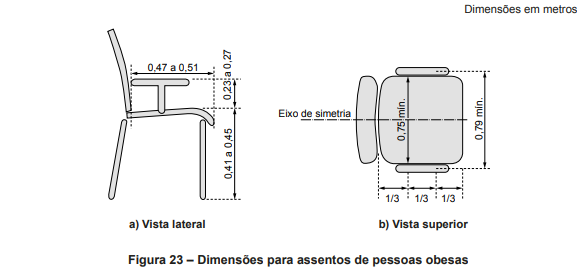 Dimensões em metros
0,47 a 0,51
0,23 a 0,27
0,41 a 0,45
a) Vista lateral
Eixo de simetria
0,75 mín.
0,79 mín.
1/3
1/3
1/3
b) Vista superior
Figura 23 – Dimensões para assentos de pessoas obesas